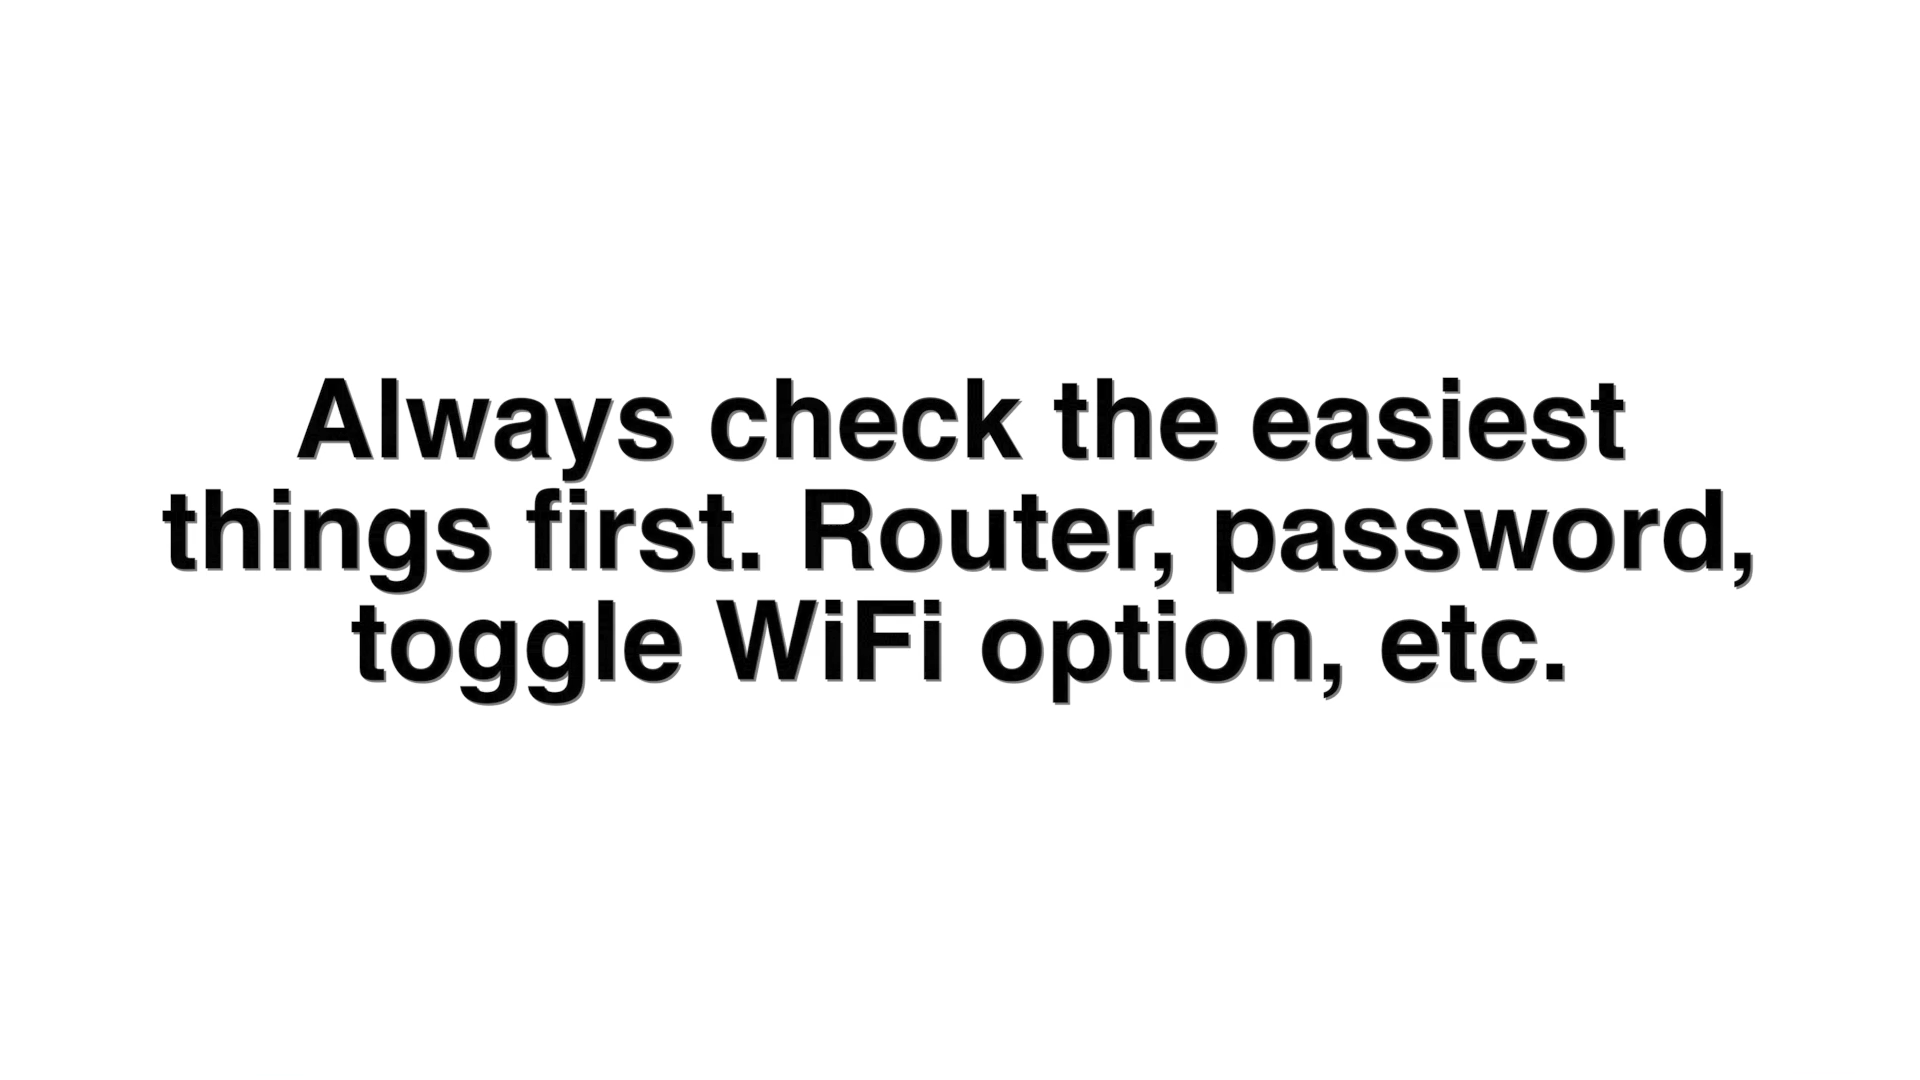 Always check the easiest
things first. Router, password,
toggle WiFi option, etc.